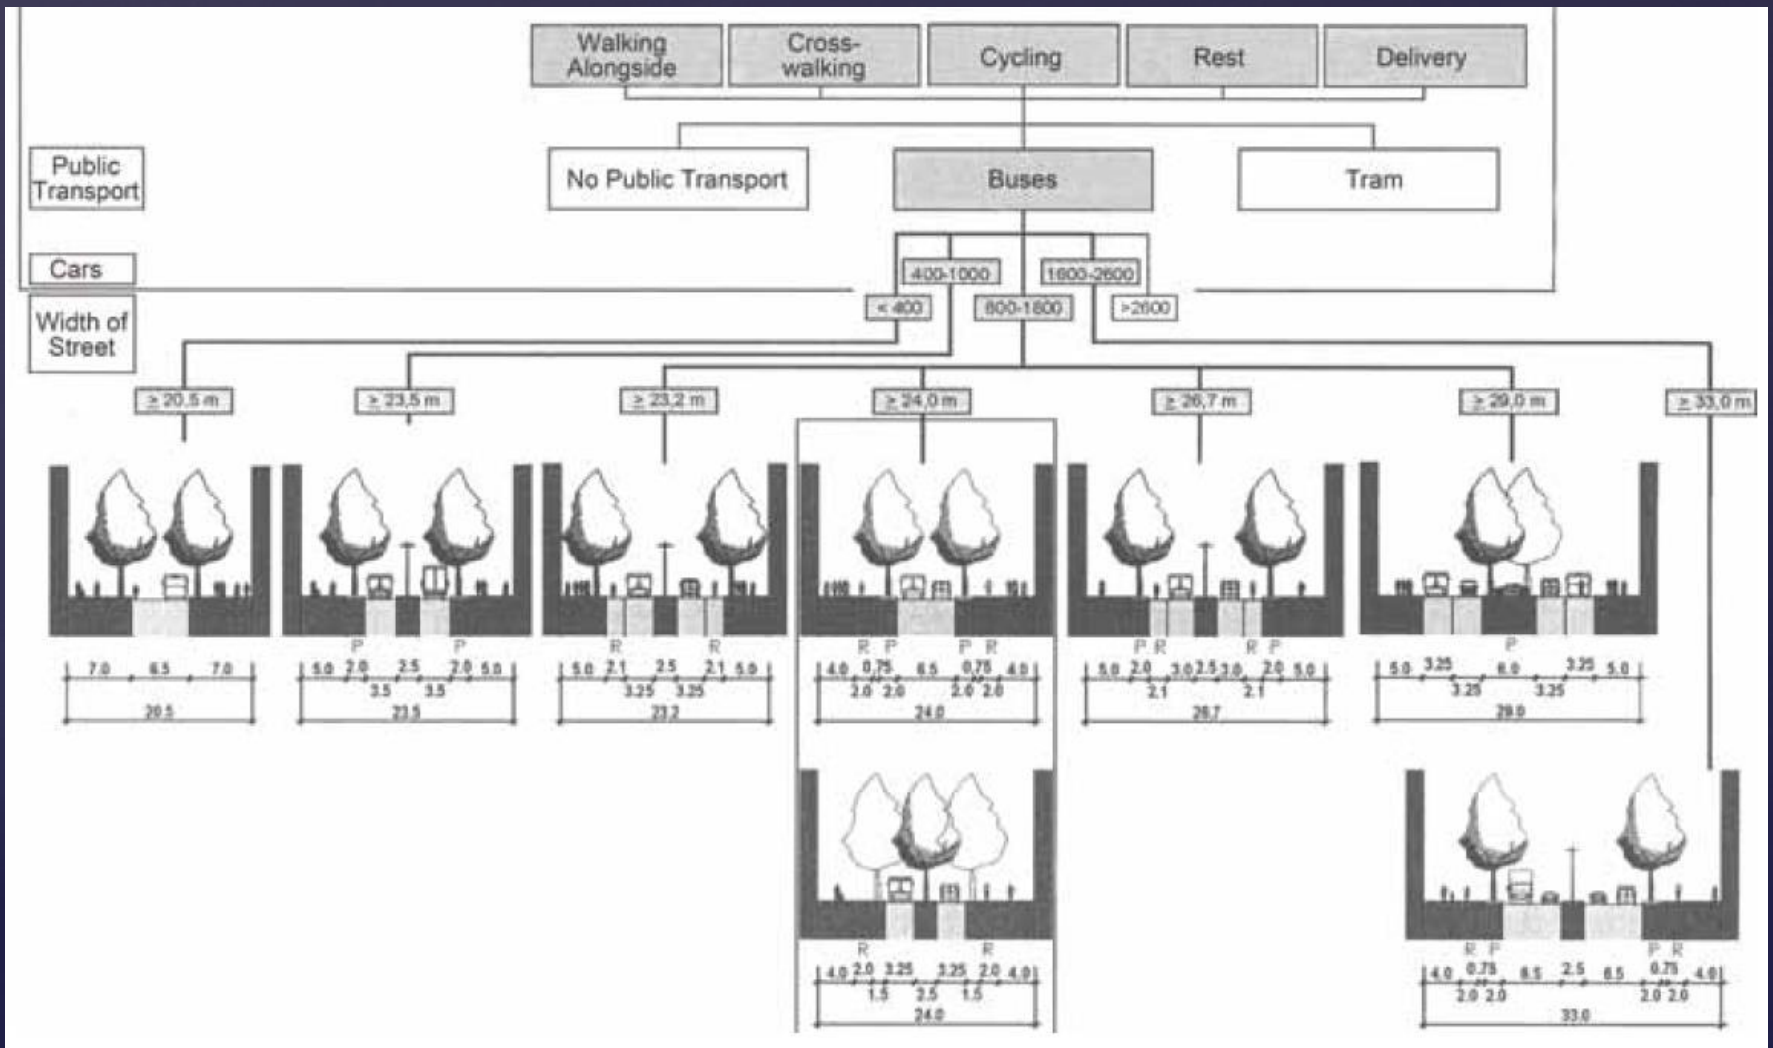 Walking
Alongside
Cross-
walking
Cycling
Rest
Delivery
Public
Transport
No Public Transport
Buses
Tram
Cars
400-1000
1600-2600
< 400
800-1800
>2600
Width of
Street
≥ 20,5 m
≥ 23,5 m
≥ 23,2 m
≥ 24,0 m
≥ 26,7 m
≥ 29,0 m
≥ 33,0 m
P P
R R
R P P R
P R R P
P
7.0 6.5 7.0
20.5
5.0 2.0 2.5 2.0 5.0
3.5 3.5
23.5
5.0 2.1 2.5 2.1 5.0
3.25 3.25
23.2
4.0 0.75 6.5 0.75 4.0
2.0 2.0 2.0 2.0
24.0
5.0 2.0 3.0 2.5 3.0 2.0 5.0
2.1 2.1
26.7
5.0 3.25 6.0 3.25 5.0
3.25 3.25
29.0
R R
4.0 2.0 3.25 3.25 2.0 4.0
1.5 2.5 1.5
24.0
R P P R
4.0 0.75 6.5 2.5 6.5 0.75 4.0
2.0 2.0 2.0 2.0
33.0